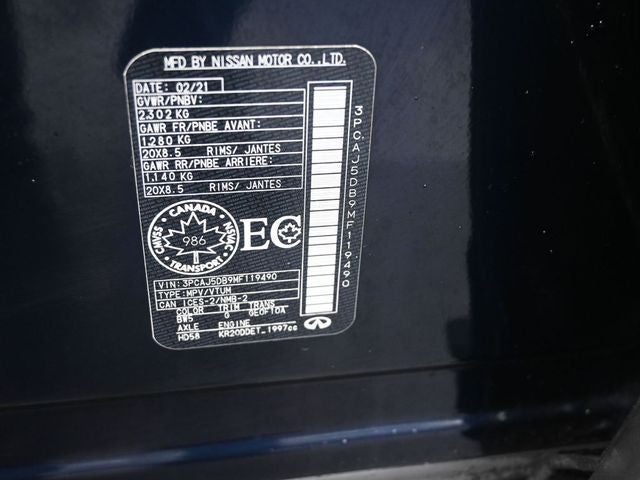 MFD BY NISSAN MOTOR CO.,LTD.
DATE: 02/21
GVWR/PNBV:
2,302 KG
GAWR FR/PNBE AVANT:
1,280 KG
20X8.5 RIMS/ JANTES
GAWR RR/PNBE ARRIERE:
1,140 KG
20X8.5 RIMS/ JANTES
CANADA
CMVSS 986 NSVAC
TRANSPORT
EC
VIN: 3PCAJ5DB9MF119490
TYPE: MPV/VTUM
CAN ICES-2/NMB-2
COLOR TRIM TRANS
BW5 G GE0F10A
AXLE ENGINE
HD58 KR20DDET_1997cc
3PCAJ5DB9MF119490